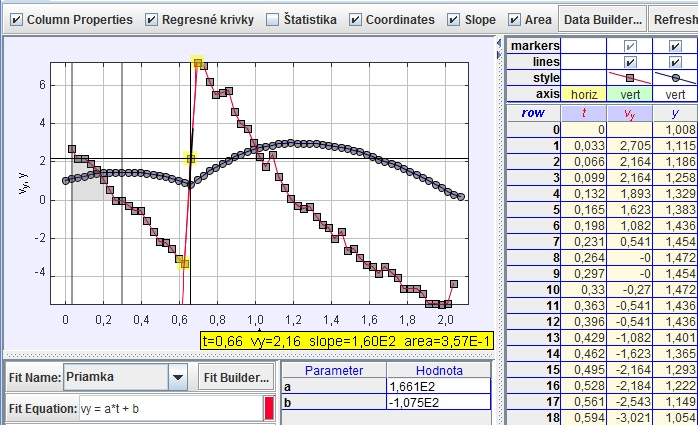 Column Properties Regresné krivky Štatistika Coordinates Slope Area Data Builder... Refresh
markers
lines
style
axis horiz vert vert
row t vy y
0 0 1,008
1 0,033 2,705 1,115
2 0,066 2,164 1,186
3 0,099 2,164 1,258
4 0,132 1,893 1,329
5 0,165 1,623 1,383
6 0,198 1,082 1,436
7 0,231 0,541 1,454
8 0,264 -0 1,472
9 0,297 -0 1,454
10 0,33 -0,27 1,472
11 0,363 -0,541 1,436
12 0,396 -0,541 1,436
13 0,429 -1,082 1,401
14 0,462 -1,623 1,365
15 0,495 -2,164 1,293
16 0,528 -2,184 1,222
17 0,561 -2,543 1,149
18 0,594 -3,021 1,054
6
4
2
0
-2
-4
vy, y
0 0,2 0,4 0,6 0,8 1,0 1,2 1,4 1,6 1,8 2,0
t=0,66 vy=2,16 slope=1,60E2 area=3,57E-1
Fit Name: Priamka Fit Builder...
Fit Equation: vy = a*t + b
Parameter Hodnota
a 1,661E2
b -1,075E2